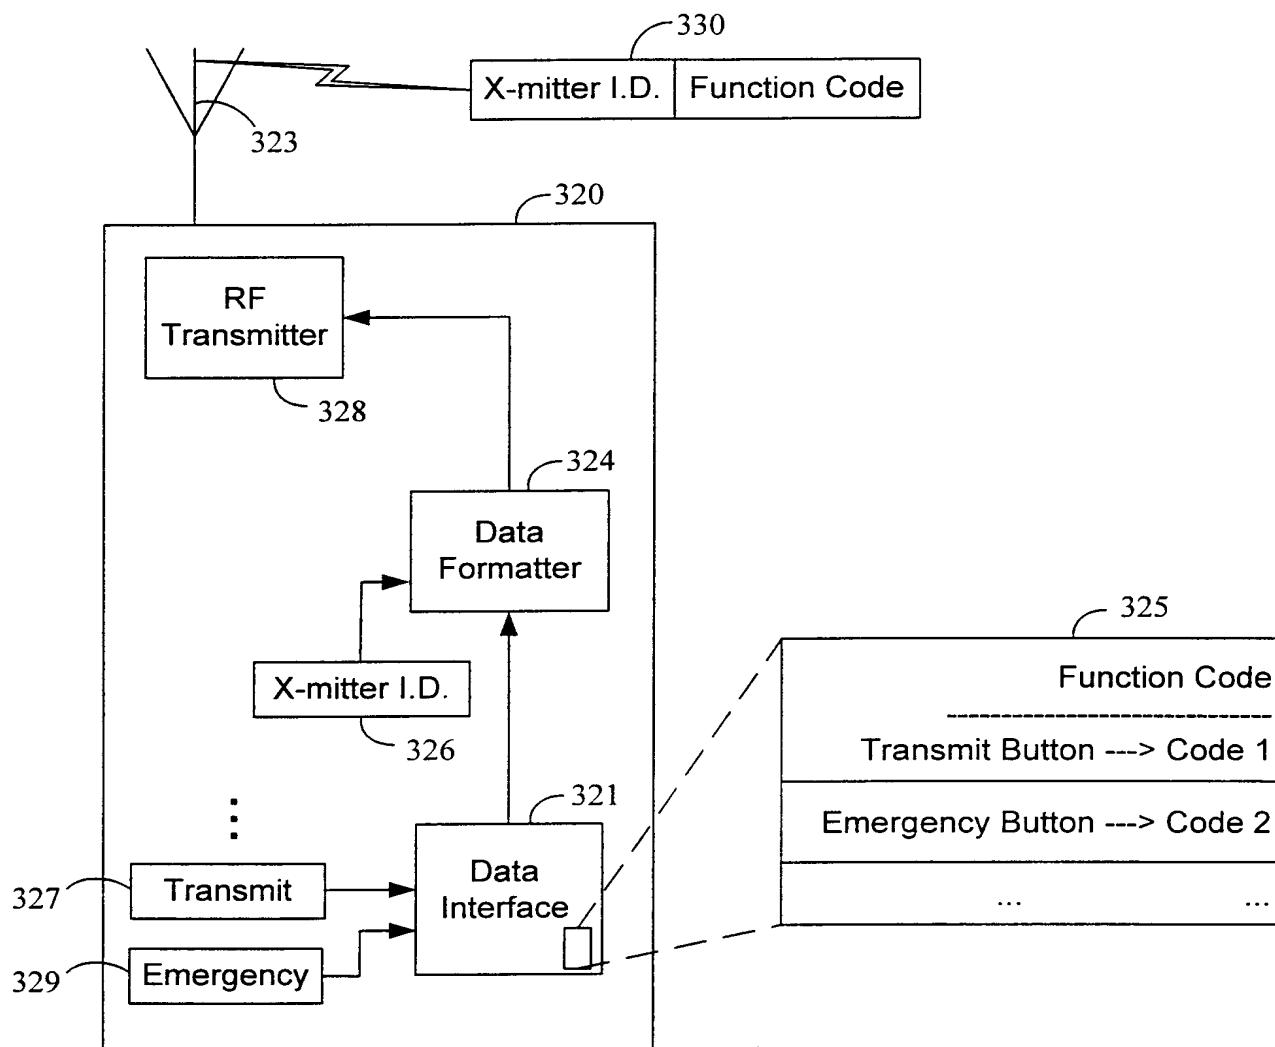 330
X-mitter I.D. Function Code
323
320
RF
Transmitter
328
324
Data
Formatter
325
Function Code
X-mitter I.D.
326
Transmit Button ---> Code 1
321
Emergency Button ---> Code 2
Data
Interface
327
Transmit
... ...
329
Emergency